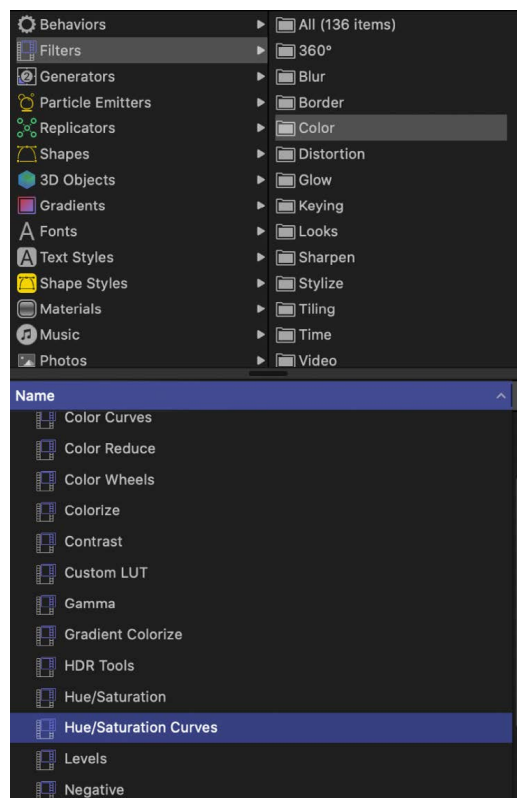 Behaviors
Filters
Generators
Particle Emitters
Replicators
Shapes
3D Objects
Gradients
Fonts
Text Styles
Shape Styles
Materials
Music
Photos
All (136 items)
360°
Blur
Border
Color
Distortion
Glow
Keying
Looks
Sharpen
Stylize
Tiling
Time
Video
Name
Color Curves
Color Reduce
Color Wheels
Colorize
Contrast
Custom LUT
Gamma
Gradient Colorize
HDR Tools
Hue/Saturation
Hue/Saturation Curves
Levels
Negative